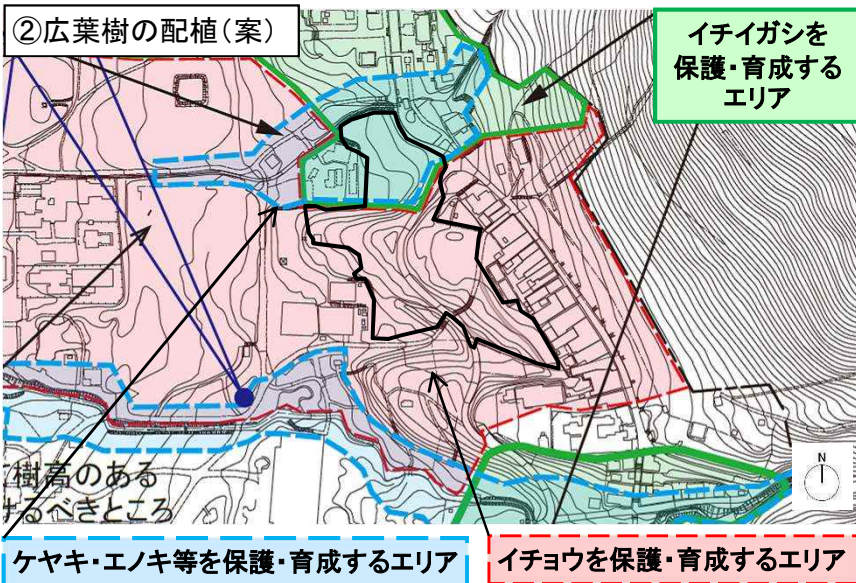 ②広葉樹の配植(案)
イチイガシを
保護・育成する
エリア
N
樹高のある
るべきところ
ケヤキ・エノキ等を保護・育成するエリア
イチョウを保護・育成するエリア